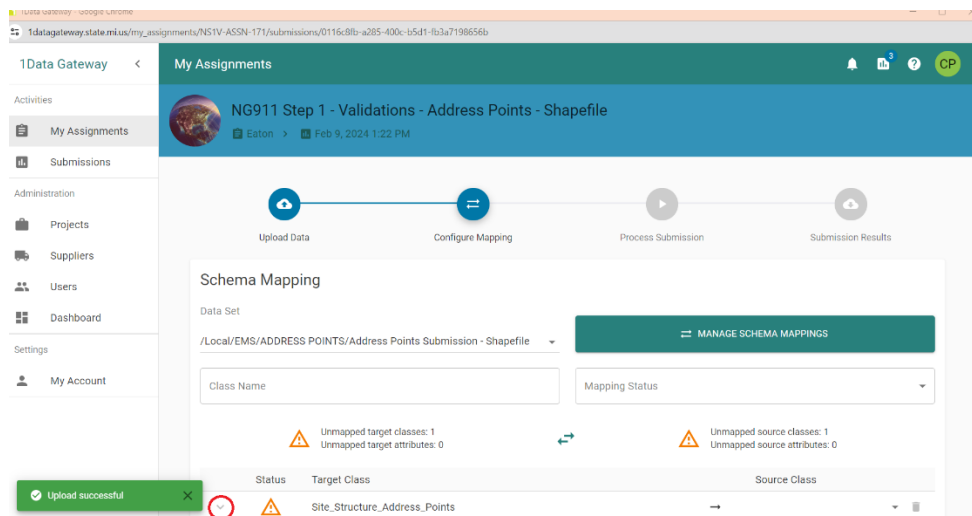 1Data Gateway - Google Chrome
1datagateway.state.mi.us/my_assignments/NS1V-ASSN-171/submissions/0116c8fb-a285-400c-b5d1-fb3a7198656b
1Data Gateway
My Assignments
3
CP
Activities
My Assignments
Submissions
Administration
Projects
Suppliers
Users
Dashboard
Settings
My Account
NG911 Step 1 - Validations - Address Points - Shapefile
Eaton > Feb 9, 2024 1:22 PM
Upload Data
Configure Mapping
Process Submission
Submission Results
Schema Mapping
Data Set
/Local/EMS/ADDRESS POINTS/Address Points Submission - Shapefile
MANAGE SCHEMA MAPPINGS
Class Name
Mapping Status
Unmapped target classes: 1
Unmapped target attributes: 0
Unmapped source classes: 1
Unmapped source attributes: 0
Status Target Class Source Class
Site_Structure_Address_Points
Upload successful